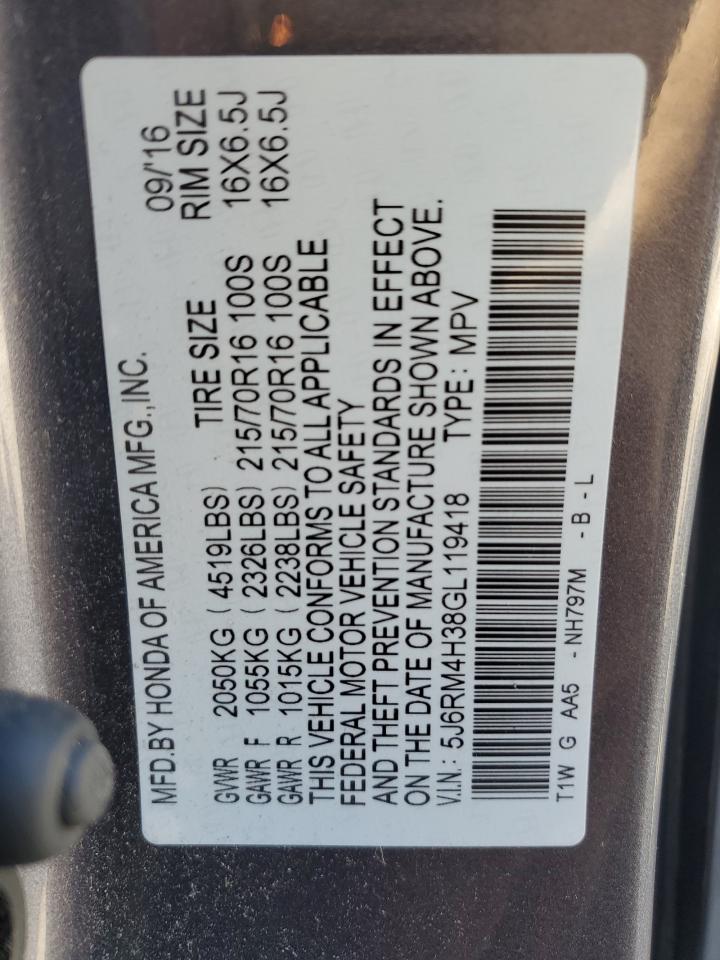 MFD.BY HONDA OF AMERICA MFG.,INC. 09/'16
TIRE SIZE RIM SIZE
GVWR 2050KG ( 4519LBS)
GAWR F 1055KG ( 2326LBS) 215/70R16 100S 16X6.5J
GAWR R 1015KG ( 2238LBS) 215/70R16 100S 16X6.5J
THIS VEHICLE CONFORMS TO ALL APPLICABLE
FEDERAL MOTOR VEHICLE SAFETY
AND THEFT PREVENTION STANDARDS IN EFFECT
ON THE DATE OF MANUFACTURE SHOWN ABOVE.
V.I.N.: 5J6RM4H38GL119418 TYPE: MPV
T1W G AA5 - NH797M - B - L